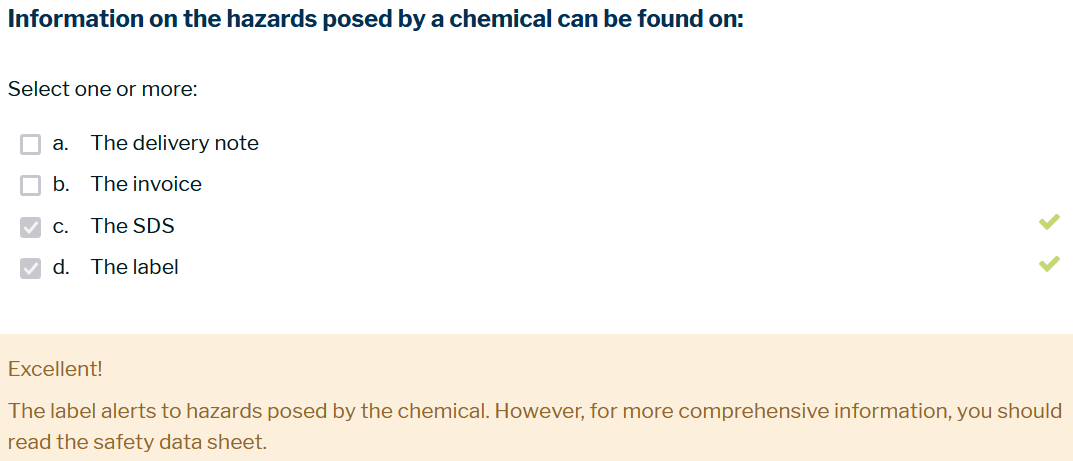 Information on the hazards posed by a chemical can be found on:
Select one or more:
a. The delivery note
b. The invoice
c. The SDS
d. The label
Excellent!
The label alerts to hazards posed by the chemical. However, for more comprehensive information, you should
read the safety data sheet.